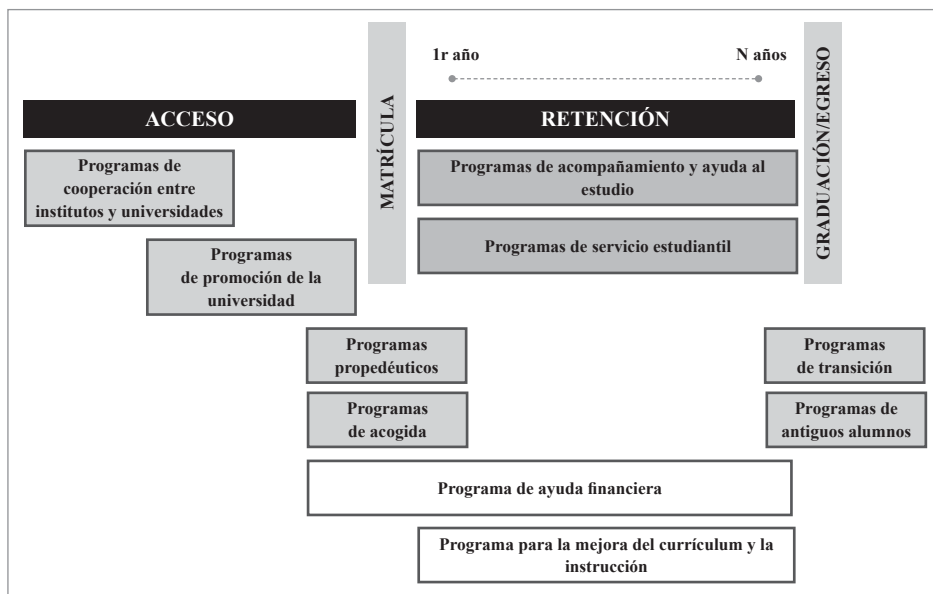 1r año
N años
MATRÍCULA
GRADUACIÓN/EGRESO
ACCESO
RETENCIÓN
Programas de
cooperación entre
institutos y universidades
Programas de acompañamiento y ayuda al
estudio
Programas de servicio estudiantil
Programas
de promoción de la
universidad
Programas
propedéuticos
Programas
de transición
Programas
de acogida
Programas de
antiguos alumnos
Programa de ayuda financiera
Programa para la mejora del currículum y la
instrucción